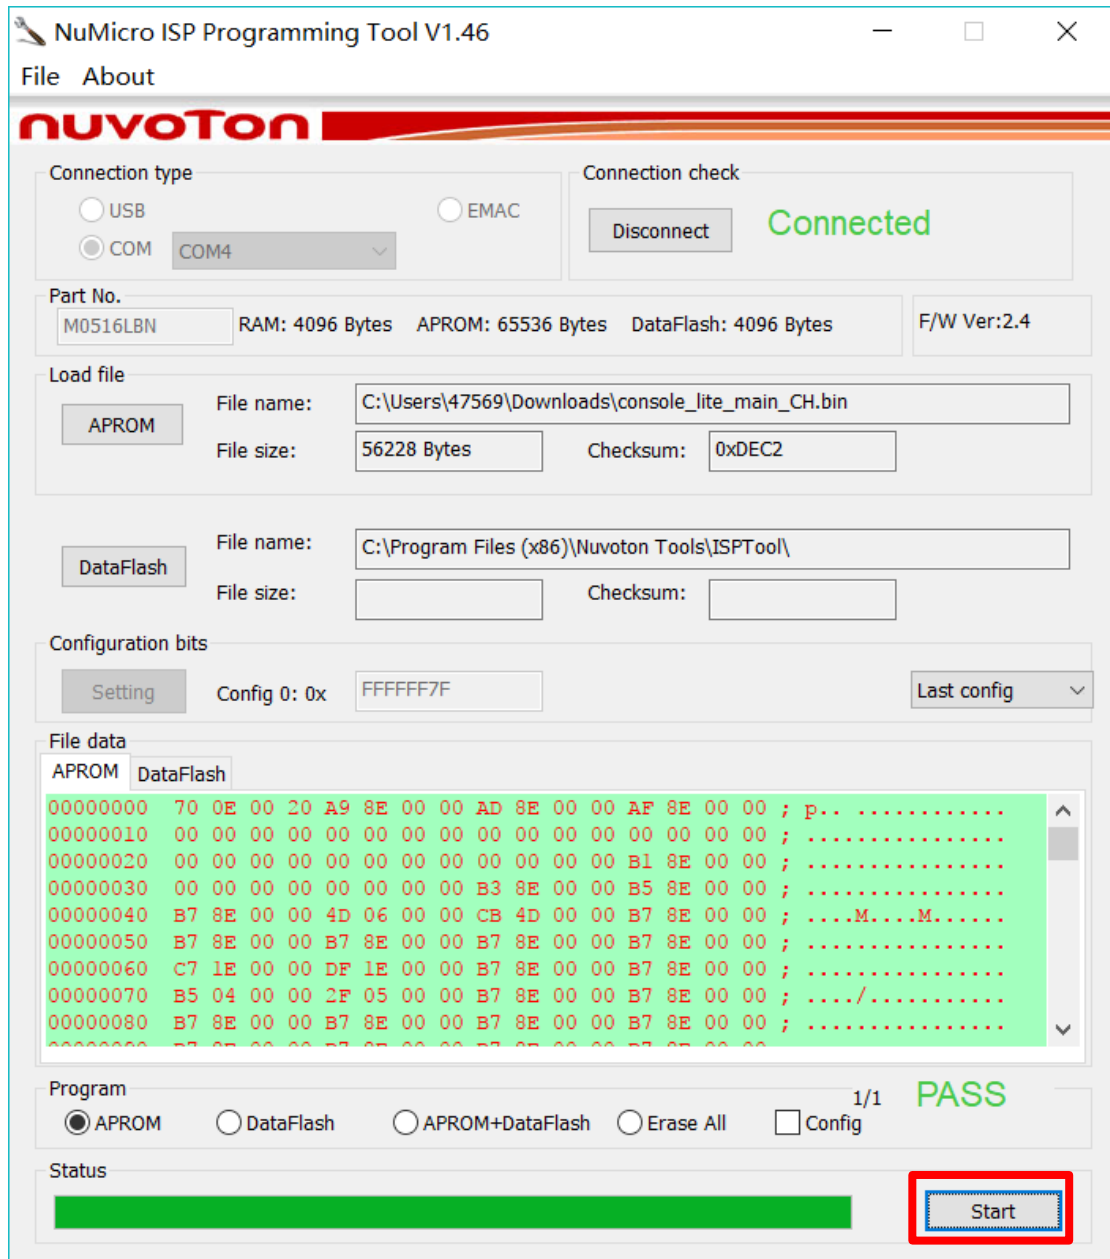 NuMicro ISP Programming Tool V1.46
File About
nuvoTon
Connection type
USB EMAC
COM COM4
Connection check
Disconnect Connected
Part No.
M0516LBN RAM: 4096 Bytes APROM: 65536 Bytes DataFlash: 4096 Bytes F/W Ver:2.4
Load file
APROM File name: C:\Users\47569\Downloads\console_lite_main_CH.bin
File size: 56228 Bytes Checksum: 0xDEC2
DataFlash File name: C:\Program Files (x86)\Nuvoton Tools\ISPTool\
File size: Checksum:
Configuration bits
Setting Config 0: 0x FFFFFF7F Last config
File data
APROM DataFlash
00000000 70 0E 00 20 A9 8E 00 00 AD 8E 00 00 AF 8E 00 00 ; p.. ............
00000010 00 00 00 00 00 00 00 00 00 00 00 00 00 00 00 00 ; ................
00000020 00 00 00 00 00 00 00 00 00 00 00 00 B1 8E 00 00 ; ................
00000030 00 00 00 00 00 00 00 00 B3 8E 00 00 B5 8E 00 00 ; ................
00000040 B7 8E 00 00 4D 06 00 00 CB 4D 00 00 B7 8E 00 00 ; ....M....M......
00000050 B7 8E 00 00 B7 8E 00 00 B7 8E 00 00 B7 8E 00 00 ; ................
00000060 C7 1E 00 00 DF 1E 00 00 B7 8E 00 00 B7 8E 00 00 ; ................
00000070 B5 04 00 00 2F 05 00 00 B7 8E 00 00 B7 8E 00 00 ; ..../...........
00000080 B7 8E 00 00 B7 8E 00 00 B7 8E 00 00 B7 8E 00 00 ; ................
Program
APROM DataFlash APROM+DataFlash Erase All Config 1/1 PASS
Status
Start